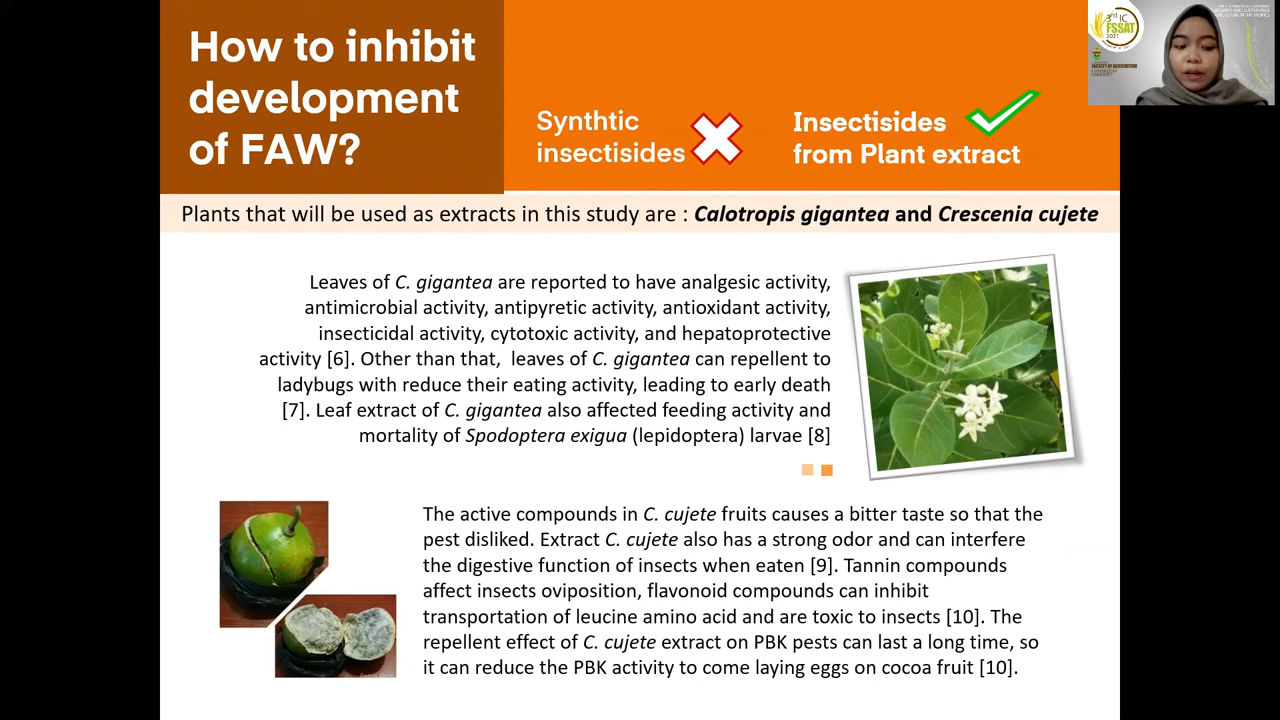 How to inhibit
development
of FAW?
Synthtic
insectisides
Insectisides
from Plant extract
3rd IC
FSSAT
2021
FACULTY OF AGRICULTURE
Plants that will be used as extracts in this study are : Calotropis gigantea and Crescenia cujete
Leaves of C. gigantea are reported to have analgesic activity,
antimicrobial activity, antipyretic activity, antioxidant activity,
insecticidal activity, cytotoxic activity, and hepatoprotective
activity [6]. Other than that, leaves of C. gigantea can repellent to
ladybugs with reduce their eating activity, leading to early death
[7]. Leaf extract of C. gigantea also affected feeding activity and
mortality of Spodoptera exigua (lepidoptera) larvae [8]
The active compounds in C. cujete fruits causes a bitter taste so that the
pest disliked. Extract C. cujete also has a strong odor and can interfere
the digestive function of insects when eaten [9]. Tannin compounds
affect insects oviposition, flavonoid compounds can inhibit
transportation of leucine amino acid and are toxic to insects [10]. The
repellent effect of C. cujete extract on PBK pests can last a long time, so
it can reduce the PBK activity to come laying eggs on cocoa fruit [10].